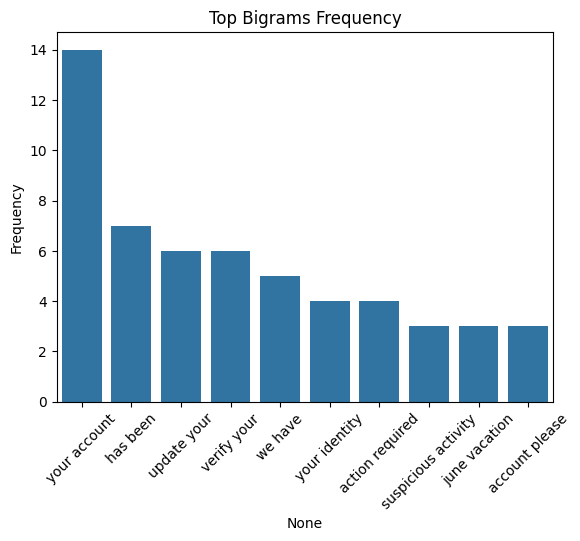 Top Bigrams Frequency
Frequency
14
12
10
8
6
4
2
0
your account
has been
update your
verify your
we have
your identity
action required
suspicious activity
june vacation
account please
None